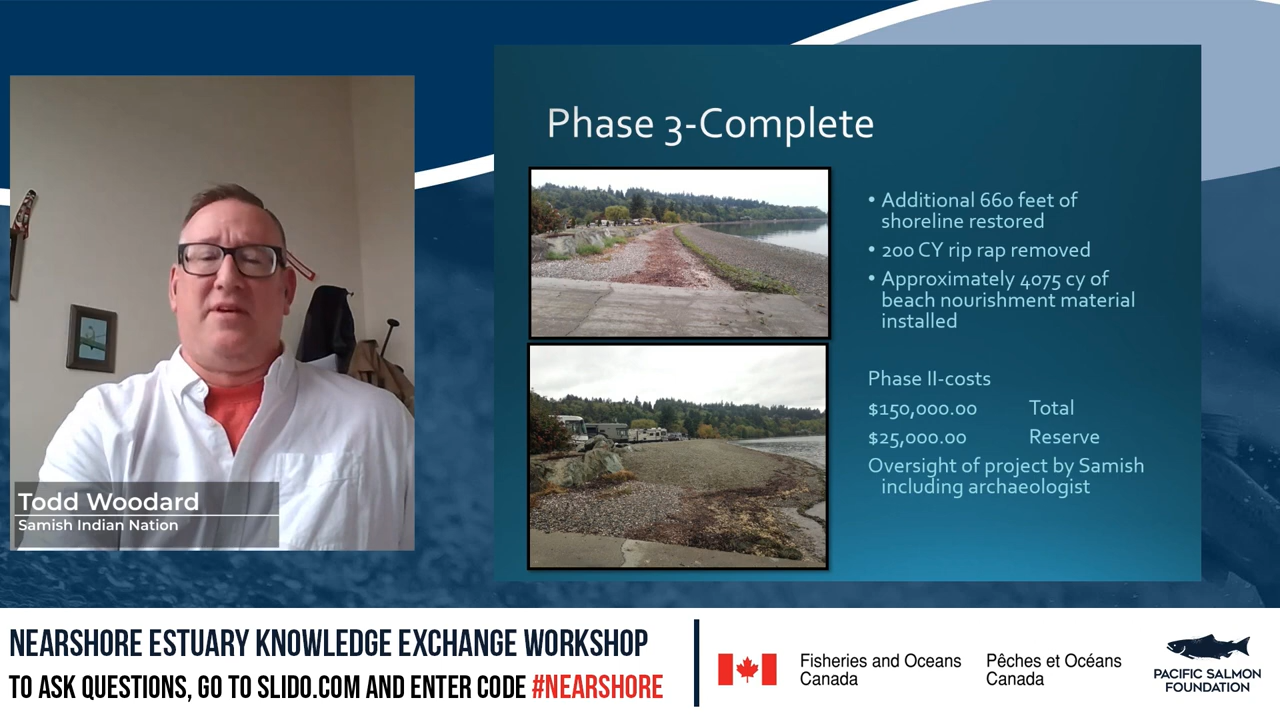 Phase 3-Complete
• Additional 660 feet of
shoreline restored
• 200 CY rip rap removed
• Approximately 4075 cy of
beach nourishment material
installed
Phase II-costs
$150,000.00 Total
$25,000.00 Reserve
Oversight of project by Samish
including archaeologist
Todd Woodard
Samish Indian Nation
NEARSHORE ESTUARY KNOWLEDGE EXCHANGE WORKSHOP
TO ASK QUESTIONS, GO TO SLIDO.COM AND ENTER CODE #NEARSHORE
Fisheries and Oceans
Canada
Pêches et Océans
Canada
PACIFIC SALMON
FOUNDATION